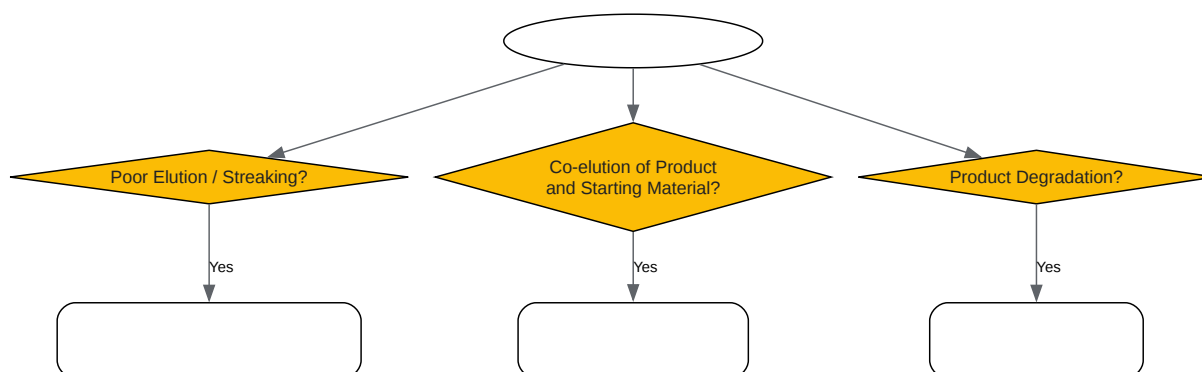 Poor Elution / Streaking?
Co-elution of Product
and Starting Material?
Product Degradation?
Yes
Yes
Yes